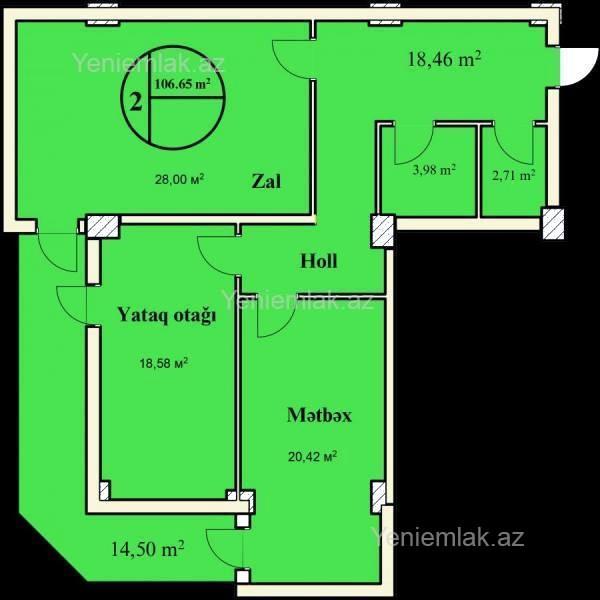 Yeniemlak.az
106.65 m²
2
18,46 m²
28,00 м²
Zal
3,98 m²
2,71 m²
Holl
Yeniemlak.az
Yataq otağı
18,58 м²
Mətbəx
20,42 м²
Yeniemlak.az
14,50 m²